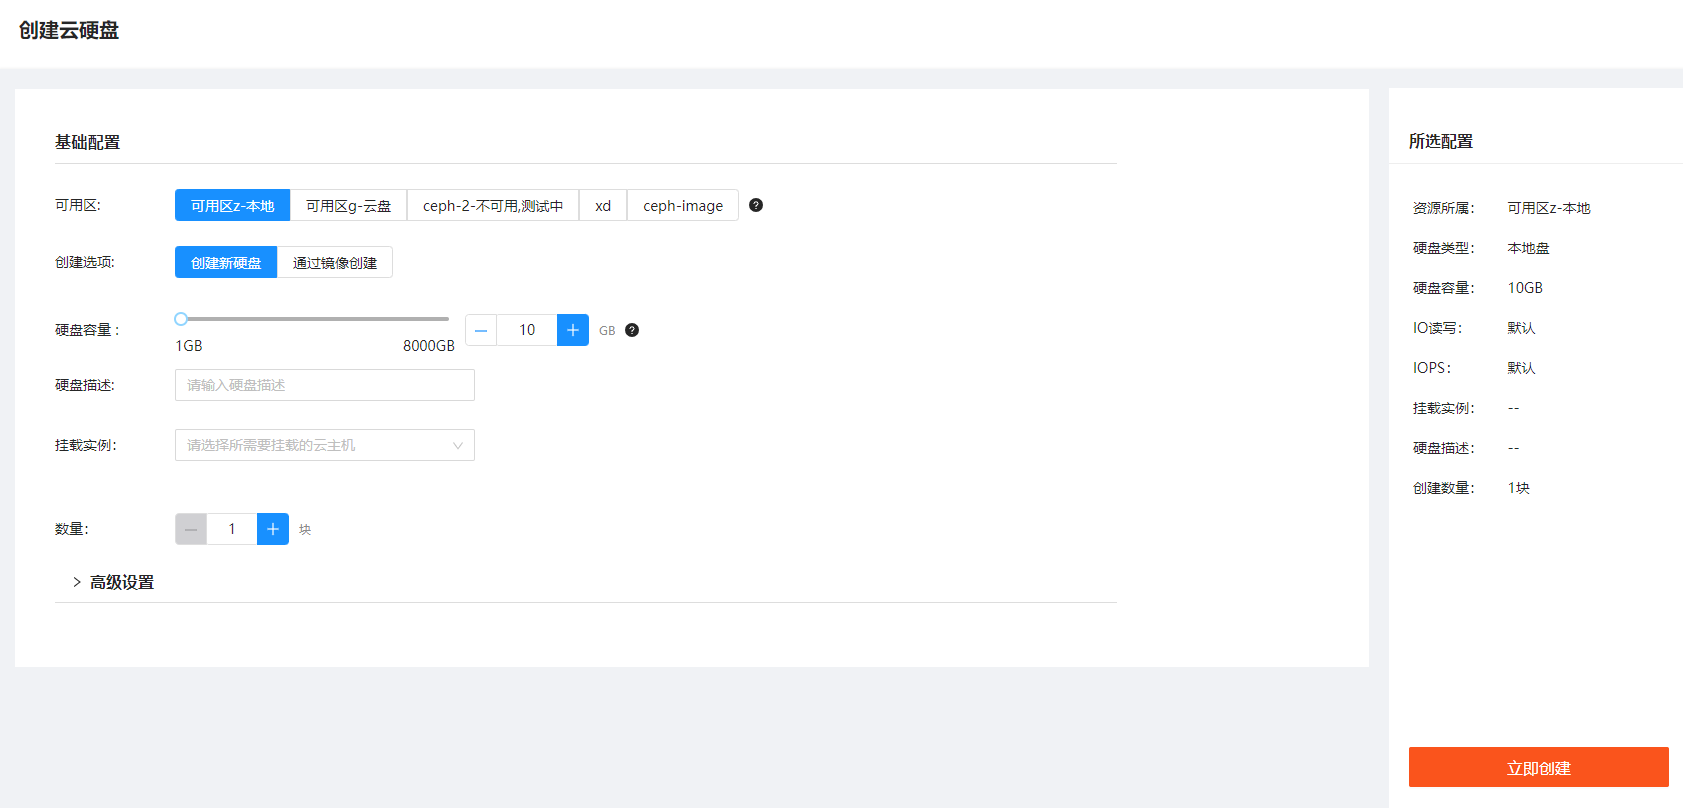 创建云硬盘
基础配置
可用区:
可用区z-本地
可用区g-云盘
ceph-2-不可用,测试中
xd
ceph-image
?
创建选项:
创建新硬盘
通过镜像创建
硬盘容量 :
1GB
8000GB
10
GB
?
硬盘描述:
请输入硬盘描述
挂载实例:
请选择所需要挂载的云主机
数量:
1
块
高级设置
所选配置
资源所属: 可用区z-本地
硬盘类型: 本地盘
硬盘容量: 10GB
IO读写: 默认
IOPS: 默认
挂载实例: --
硬盘描述: --
创建数量: 1块
立即创建